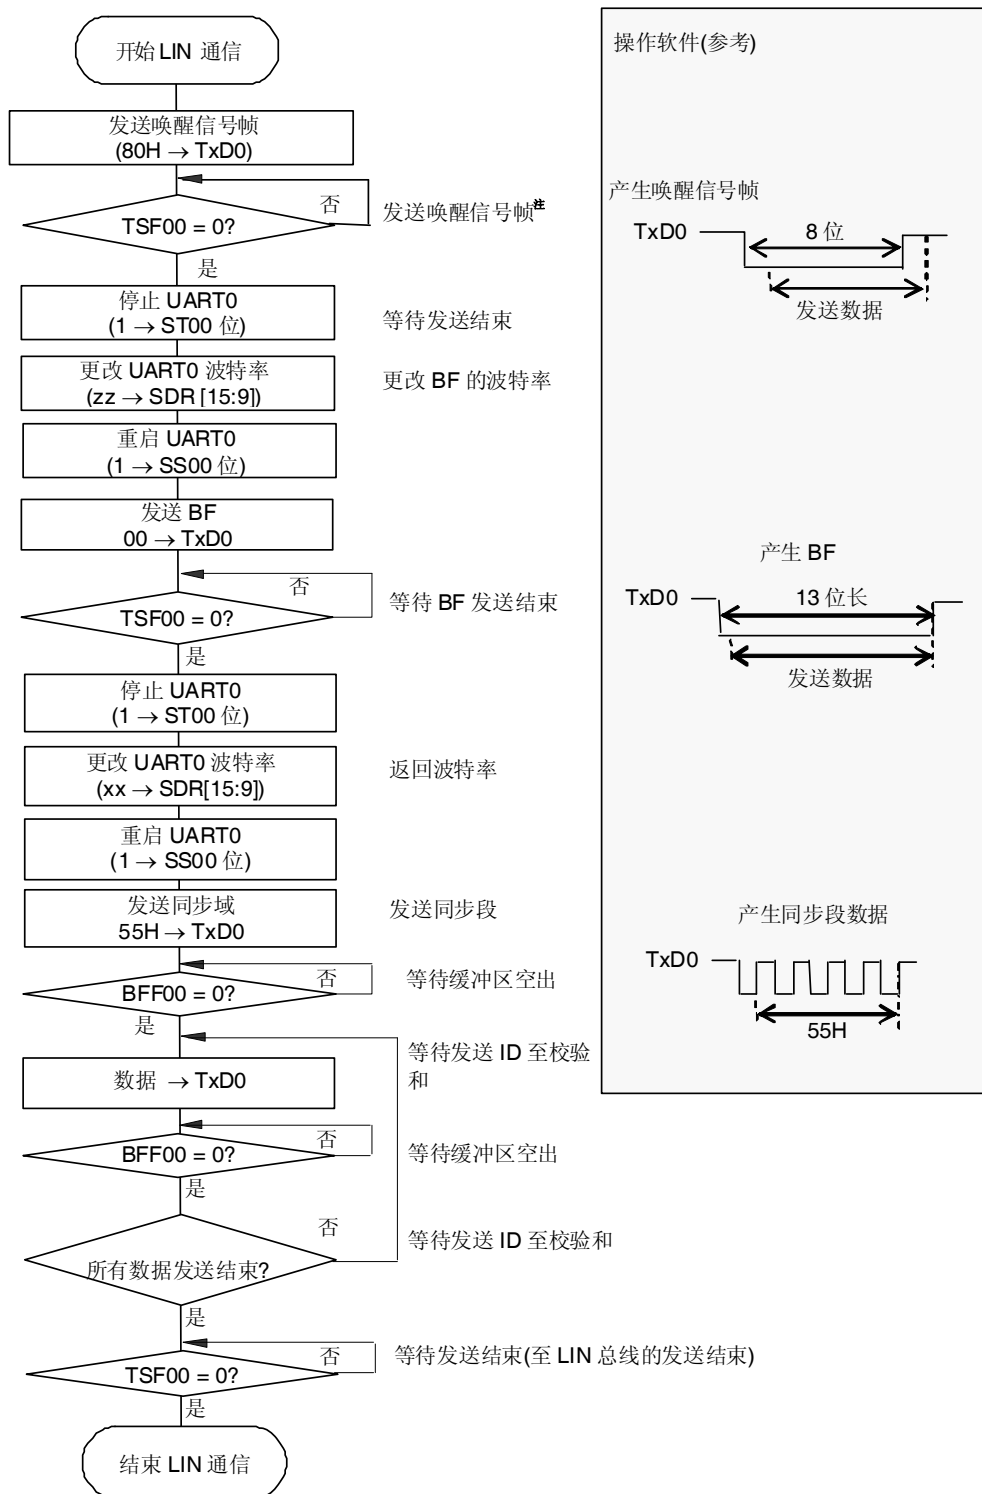 开始 LIN 通信
发送唤醒信号帧
(80H → TxD0)
否
TSF00 = 0?
发送唤醒信号帧注
是
停止 UART0
(1 → ST00 位)
等待发送结束
更改 UART0 波特率
(zz → SDR [15:9])
更改 BF 的波特率
重启 UART0
(1 → SS00 位)
发送 BF
00 → TxD0
否
TSF00 = 0?
等待 BF 发送结束
是
停止 UART0
(1 → ST00 位)
更改 UART0 波特率
(xx → SDR[15:9])
返回波特率
重启 UART0
(1 → SS00 位)
发送同步域
55H → TxD0
发送同步段
否
BFF00 = 0?
等待缓冲区空出
是
等待发送 ID 至校验
和
数据 → TxD0
否
BFF00 = 0?
等待缓冲区空出
是
否
等待发送 ID 至校验和
所有数据发送结束?
是
否
TSF00 = 0?
等待发送结束(至 LIN 总线的发送结束)
是
结束 LIN 通信
操作软件(参考)
产生唤醒信号帧
TxD0
8 位
发送数据
产生 BF
TxD0
13 位长
发送数据
产生同步段数据
TxD0
55H